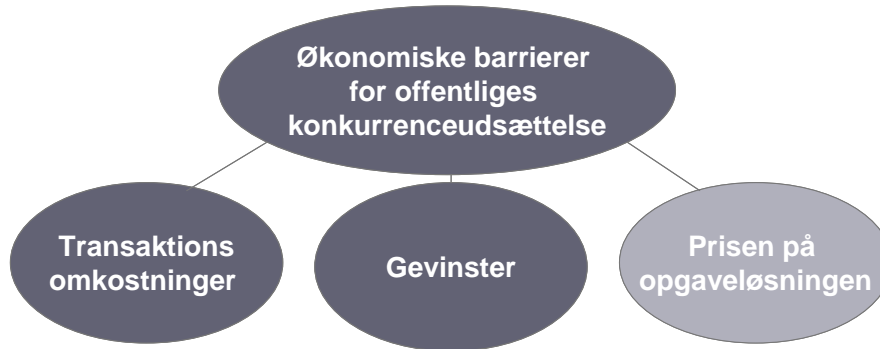 Økonomiske barrierer
for offentliges
konkurrenceudsættelse
Transaktions
omkostninger
Gevinster
Prisen på
opgaveløsningen